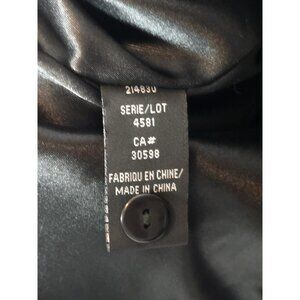 214830
SERIE/LOT
4581
CA#
30598
FABRIQU EN CHINE/
MADE IN CHINA